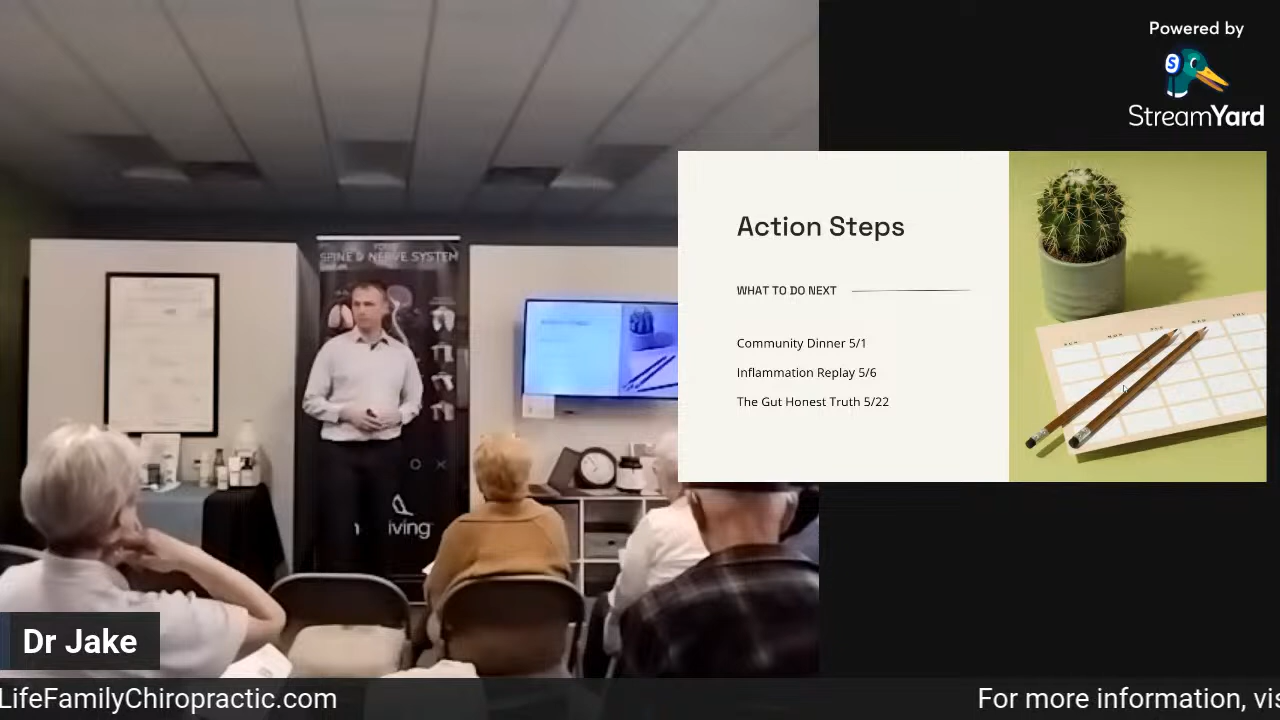 Powered by
S
StreamYard
SPINE & NERVE SYSTEM
Action Steps
WHAT TO DO NEXT
Community Dinner 5/1
Inflammation Replay 5/6
The Gut Honest Truth 5/22
iving
Dr Jake
LifeFamilyChiropractic.com
For more information, vis